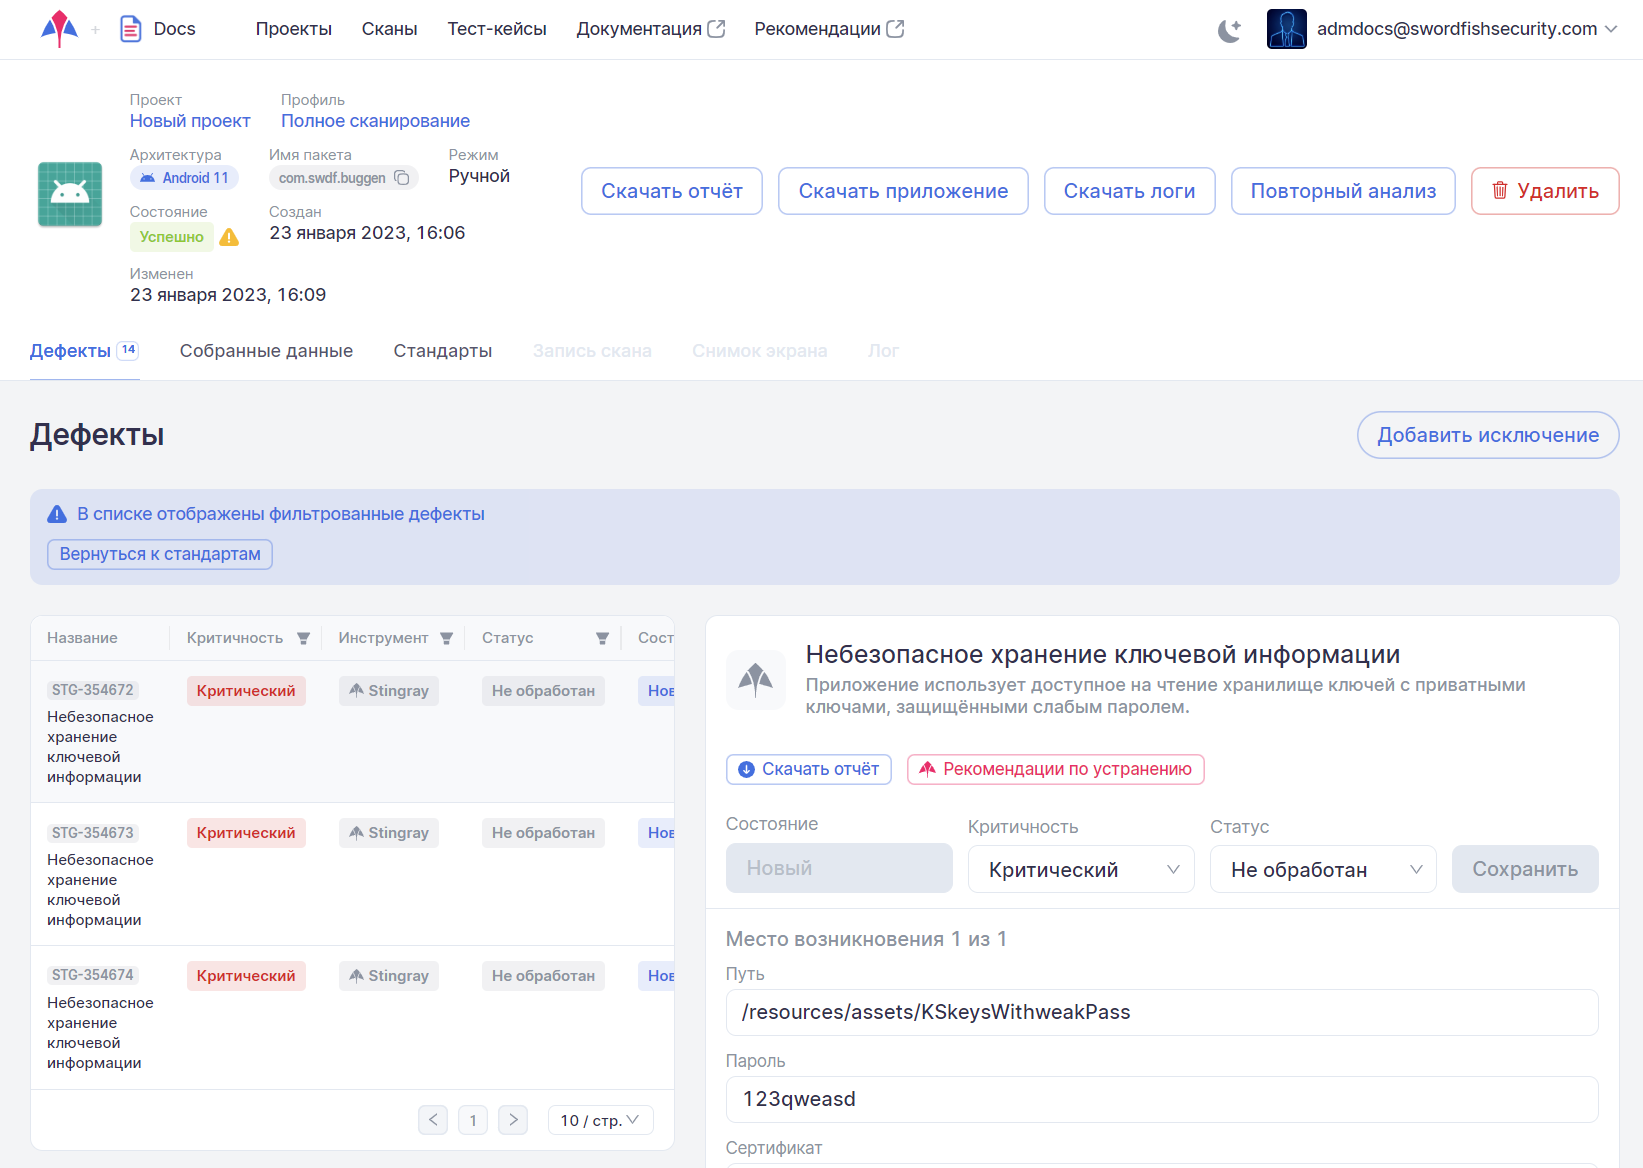 Docs
Проекты
Сканы
Тест-кейсы
Документация
Рекомендации
admdocs@swordfishsecurity.com
Проект
Новый проект
Профиль
Полное сканирование
Архитектура
Android 11
Имя пакета
com.swdf.buggen
Режим
Ручной
Состояние
Успешно
Создан
23 января 2023, 16:06
Изменен
23 января 2023, 16:09
Скачать отчёт
Скачать приложение
Скачать логи
Повторный анализ
Удалить
Дефекты 14
Собранные данные
Стандарты
Запись скана
Снимок экрана
Лог
Дефекты
Добавить исключение
В списке отображены фильтрованные дефекты
Вернуться к стандартам
Название
Критичность
Инструмент
Статус
Сост
STG-354672
Небезопасное
хранение
ключевой
информации
Критический
Stingray
Не обработан
Нов
STG-354673
Небезопасное
хранение
ключевой
информации
Критический
Stingray
Не обработан
Нов
STG-354674
Небезопасное
хранение
ключевой
информации
Критический
Stingray
Не обработан
Нов
1
10 / стр.
Небезопасное хранение ключевой информации
Приложение использует доступное на чтение хранилище ключей с приватными
ключами, защищёнными слабым паролем.
Скачать отчёт
Рекомендации по устранению
Состояние
Новый
Критичность
Критический
Статус
Не обработан
Сохранить
Место возникновения 1 из 1
Путь
/resources/assets/KSkeysWithweakPass
Пароль
123qweasd
Сертификат